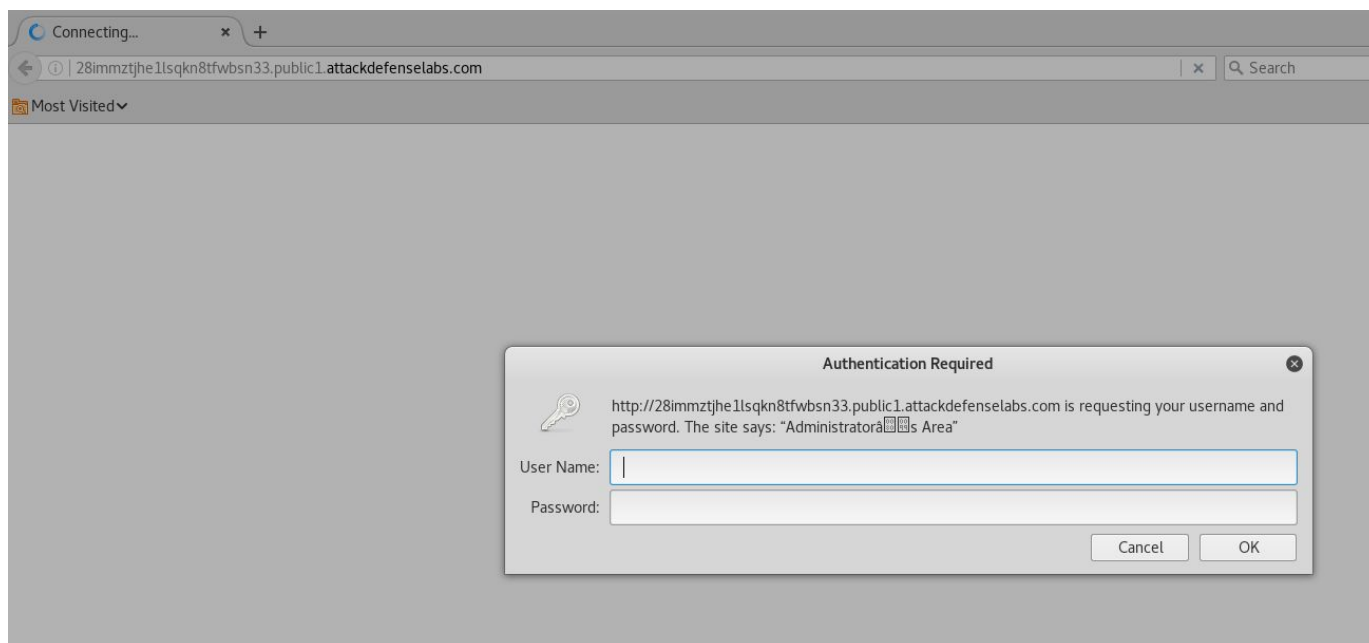 Connecting...
28immztjhe1lsqkn8tfwbsn33.public1.attackdefenselabs.com
Search
Most Visited
Authentication Required
http://28immztjhe1lsqkn8tfwbsn33.public1.attackdefenselabs.com is requesting your username and
password. The site says: “Administratorâs Area”
User Name:
Password:
Cancel
OK